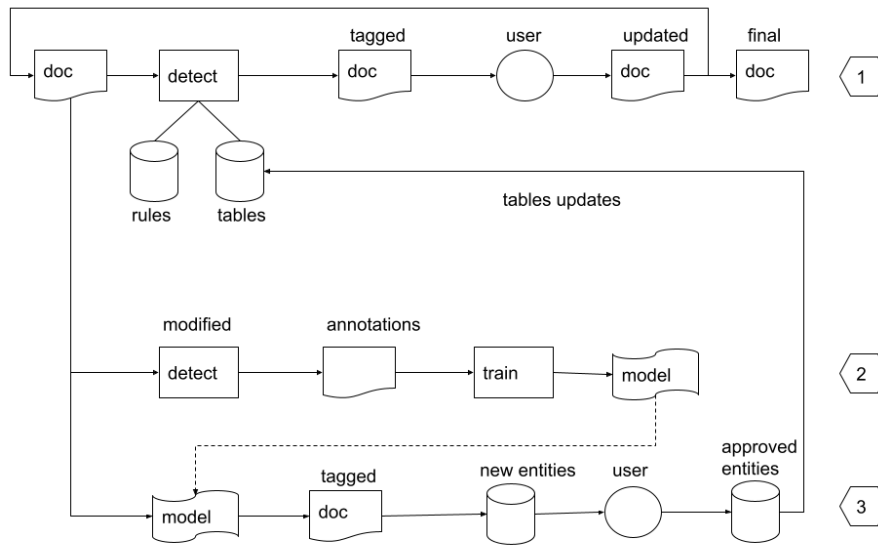 tagged
user
updated
final
doc
detect
doc
doc
doc
1
rules
tables
tables updates
modified
annotations
detect
train
model
2
tagged
new entities
user
approved
entities
model
doc
3